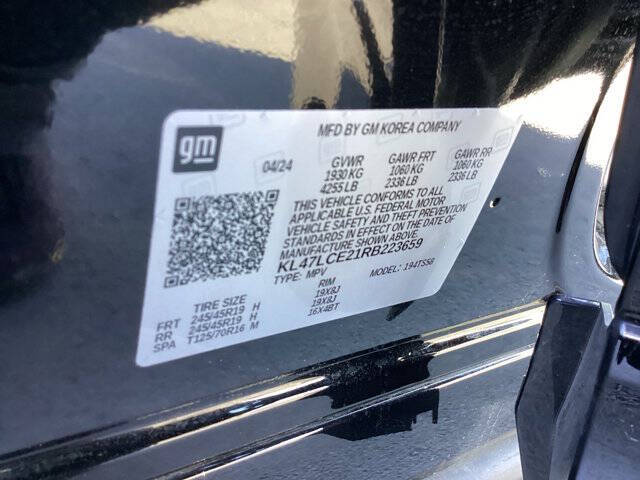 gm
MFD BY GM KOREA COMPANY
04/24 GVWR GAWR FRT GAWR RR
1930 KG 1060 KG 1060 KG
4255 LB 2336 LB 2336 LB
THIS VEHICLE CONFORMS TO ALL
APPLICABLE U.S. FEDERAL MOTOR
VEHICLE SAFETY AND THEFT PREVENTION
STANDARDS IN EFFECT ON THE DATE OF
MANUFACTURE SHOWN ABOVE.
KL47LCE21RB223659
TYPE: MPV MODEL: 194TS58
TIRE SIZE RIM
FRT 245/45R19 H 19X8J
RR 245/45R19 H 19X8J
SPA T125/70R16 M 16X4BT